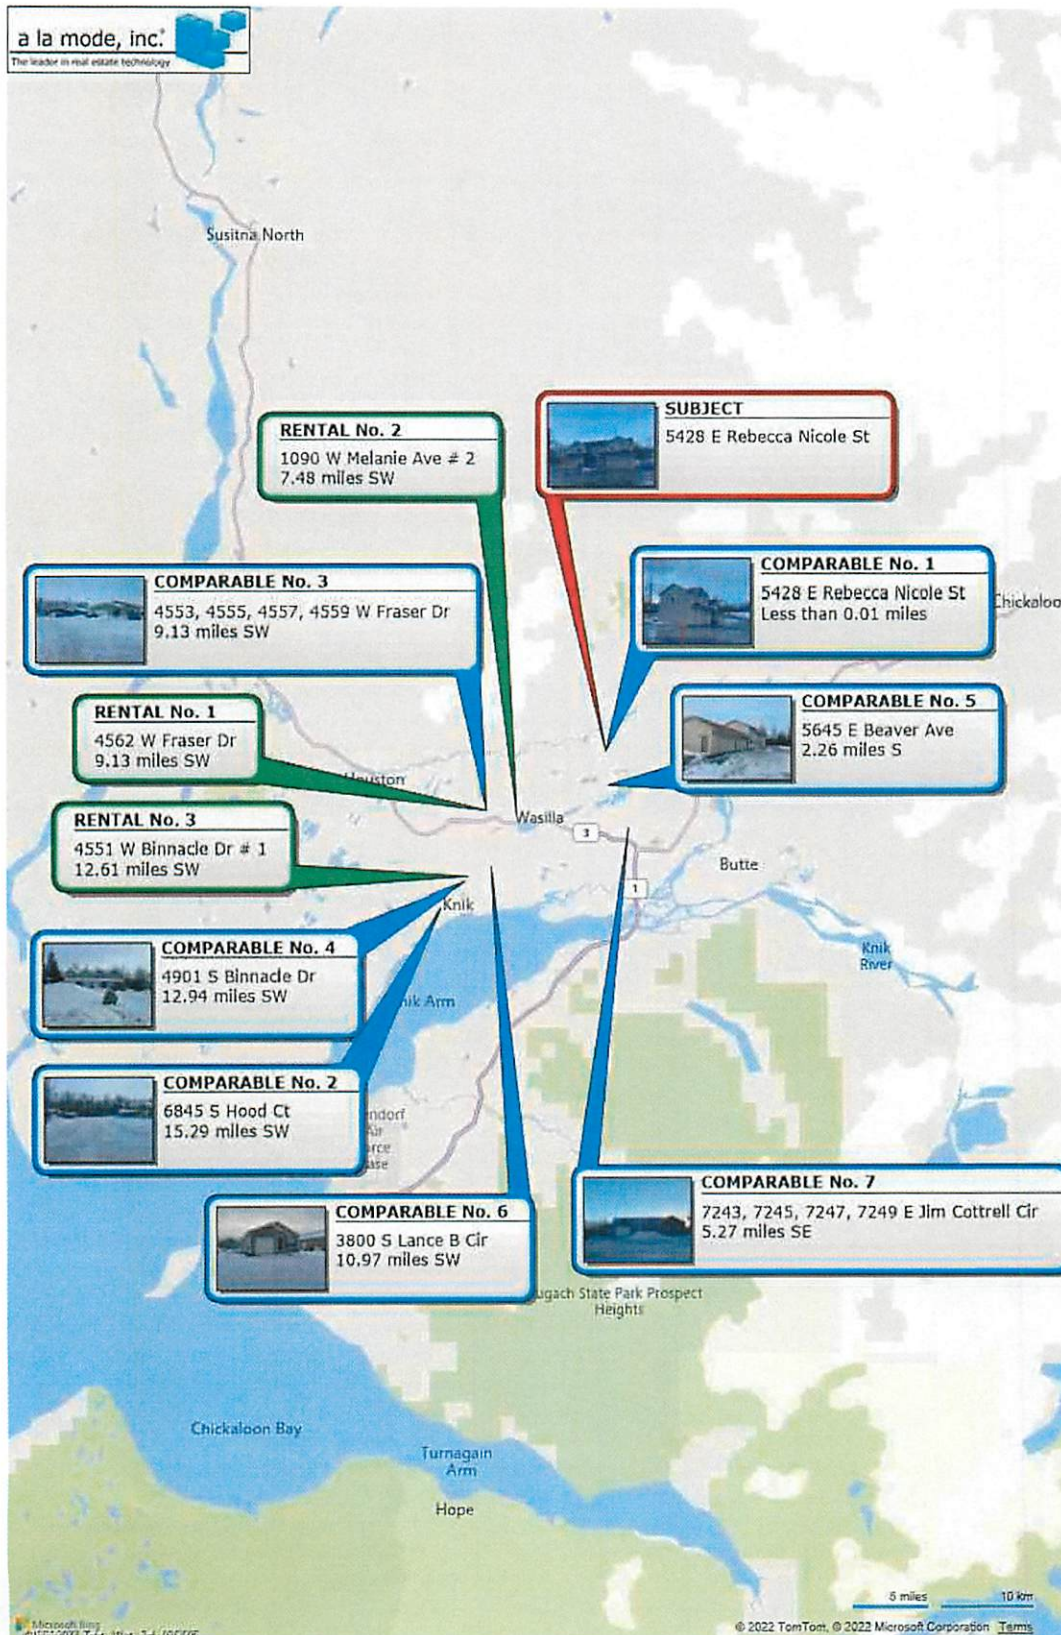 a la mode, inc.
The leader in real estate technology
Susitna North
SUBJECT
5428 E Rebecca Nicole St
RENTAL No. 2
1090 W Melanie Ave # 2
7.48 miles SW
COMPARABLE No. 1
5428 E Rebecca Nicole St
Less than 0.01 miles
Chickaloo
COMPARABLE No. 3
4553, 4555, 4557, 4559 W Fraser Dr
9.13 miles SW
COMPARABLE No. 5
5645 E Beaver Ave
2.26 miles S
RENTAL No. 1
4562 W Fraser Dr
9.13 miles SW
ouston
Wasilla
3
RENTAL No. 3
4551 W Binnacle Dr # 1
12.61 miles SW
Butte
1
Knik
COMPARABLE No. 4
4901 S Binnacle Dr
12.94 miles SW
Knik
River
nik Arm
COMPARABLE No. 2
6845 S Hood Ct
15.29 miles SW
endorf
Air
orce
ase
COMPARABLE No. 7
7243, 7245, 7247, 7249 E Jim Cottrell Cir
5.27 miles SE
COMPARABLE No. 6
3800 S Lance B Cir
10.97 miles SW
ugach State Park Prospect
Heights
Chickaloon Bay
Turnagain
Arm
Hope
5 miles
10 km
Microsoft Bing
© 2022 TomTom, © 2022 Microsoft Corporation Terms